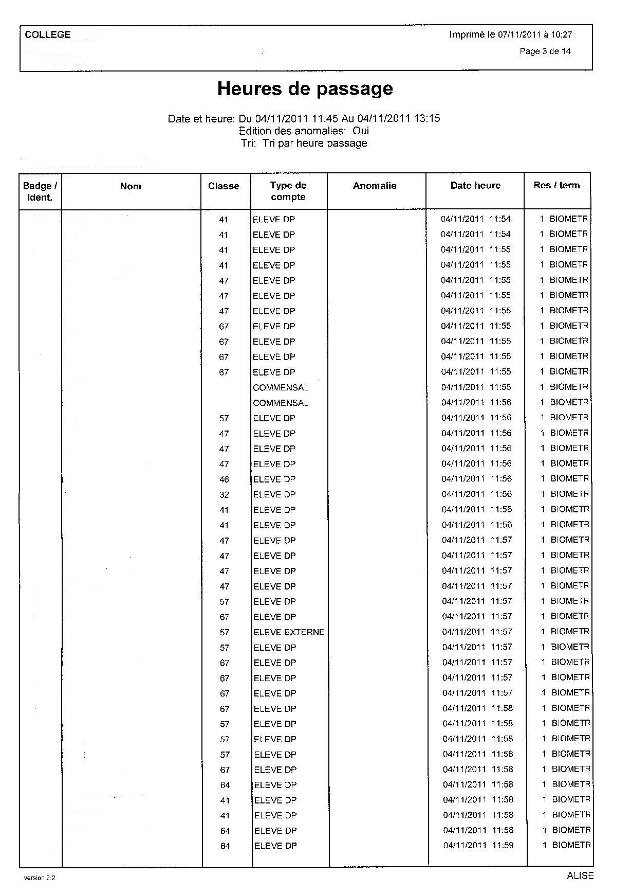 COLLEGE
Imprimé le 07/11/2011 à 10:27
Page 3 de 14
Heures de passage
Date et heure: Du 04/11/2011 11:45 Au 04/11/2011 13:15
Edition des anomalies: Oui
Tri: Tri par heure passage
Badge / Ident. Nom Classe Type de compte Anomalie Date heure Res / term
41 ELEVE DP 04/11/2011 11:54 1 BIOMETR
41 ELEVE DP 04/11/2011 11:54 1 BIOMETR
41 ELEVE DP 04/11/2011 11:55 1 BIOMETR
41 ELEVE DP 04/11/2011 11:55 1 BIOMETR
47 ELEVE DP 04/11/2011 11:55 1 BIOMETR
47 ELEVE DP 04/11/2011 11:55 1 BIOMETR
47 ELEVE DP 04/11/2011 11:55 1 BIOMETR
67 ELEVE DP 04/11/2011 11:55 1 BIOMETR
67 ELEVE DP 04/11/2011 11:55 1 BIOMETR
67 ELEVE DP 04/11/2011 11:55 1 BIOMETR
67 ELEVE DP 04/11/2011 11:55 1 BIOMETR
COMMENSAL 04/11/2011 11:55 1 BIOMETR
COMMENSAL 04/11/2011 11:56 1 BIOMETR
57 ELEVE DP 04/11/2011 11:56 1 BIOMETR
47 ELEVE DP 04/11/2011 11:56 1 BIOMETR
47 ELEVE DP 04/11/2011 11:56 1 BIOMETR
47 ELEVE DP 04/11/2011 11:56 1 BIOMETR
46 ELEVE DP 04/11/2011 11:56 1 BIOMETR
32 ELEVE DP 04/11/2011 11:56 1 BIOMETR
41 ELEVE DP 04/11/2011 11:56 1 BIOMETR
41 ELEVE DP 04/11/2011 11:56 1 BIOMETR
47 ELEVE DP 04/11/2011 11:57 1 BIOMETR
47 ELEVE DP 04/11/2011 11:57 1 BIOMETR
47 ELEVE DP 04/11/2011 11:57 1 BIOMETR
47 ELEVE DP 04/11/2011 11:57 1 BIOMETR
57 ELEVE DP 04/11/2011 11:57 1 BIOMETR
67 ELEVE DP 04/11/2011 11:57 1 BIOMETR
57 ELEVE EXTERNE 04/11/2011 11:57 1 BIOMETR
57 ELEVE DP 04/11/2011 11:57 1 BIOMETR
67 ELEVE DP 04/11/2011 11:57 1 BIOMETR
67 ELEVE DP 04/11/2011 11:57 1 BIOMETR
67 ELEVE DP 04/11/2011 11:57 1 BIOMETR
67 ELEVE DP 04/11/2011 11:58 1 BIOMETR
57 ELEVE DP 04/11/2011 11:58 1 BIOMETR
57 ELEVE DP 04/11/2011 11:58 1 BIOMETR
57 ELEVE DP 04/11/2011 11:58 1 BIOMETR
67 ELEVE DP 04/11/2011 11:58 1 BIOMETR
64 ELEVE DP 04/11/2011 11:58 1 BIOMETR
41 ELEVE DP 04/11/2011 11:58 1 BIOMETR
41 ELEVE DP 04/11/2011 11:58 1 BIOMETR
64 ELEVE DP 04/11/2011 11:58 1 BIOMETR
64 ELEVE DP 04/11/2011 11:59 1 BIOMETR
version 2.2
ALISE